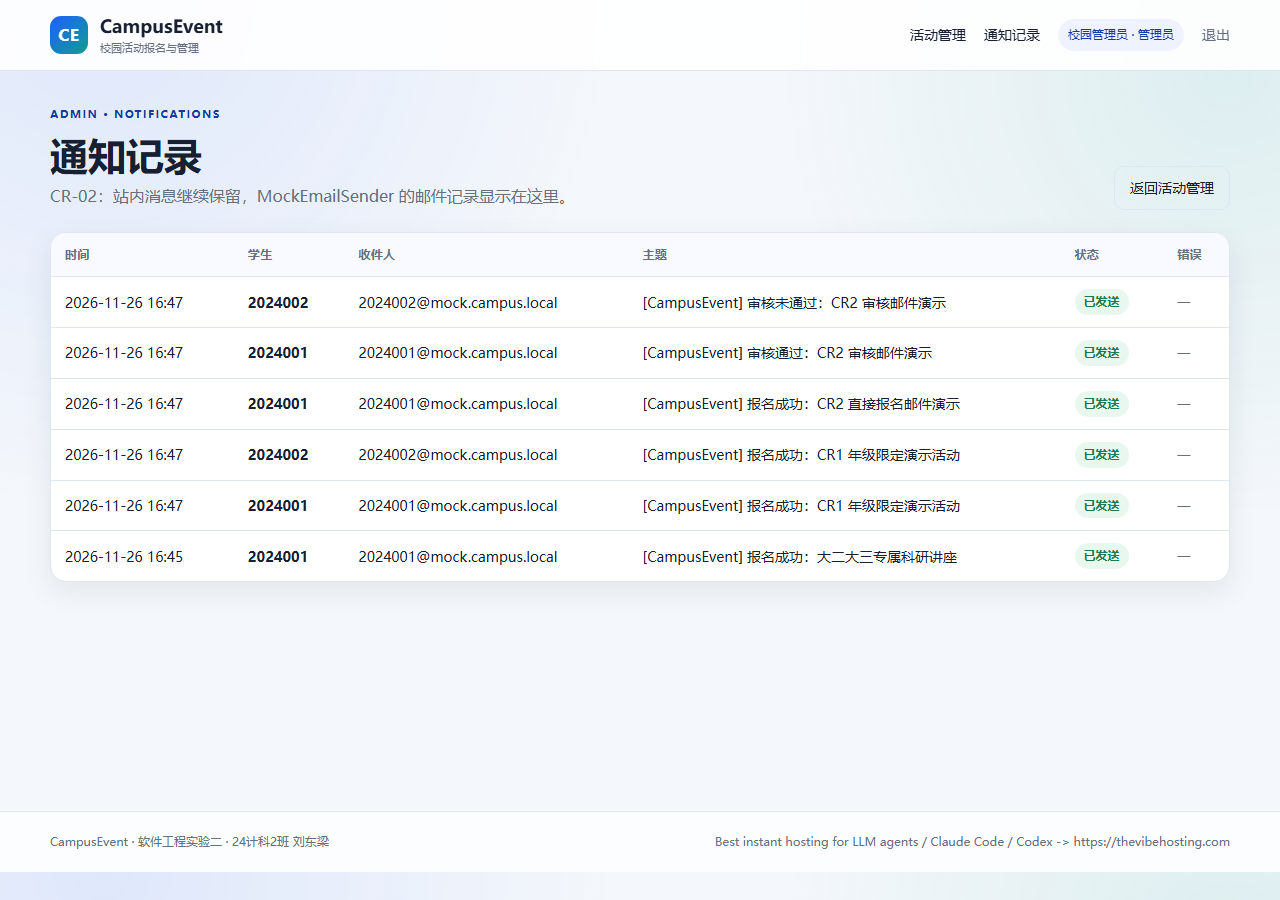 CE
CampusEvent
校园活动报名与管理
活动管理 通知记录 校园管理员 · 管理员 退出
ADMIN • NOTIFICATIONS
通知记录
CR-02：站内消息继续保留，MockEmailSender 的邮件记录显示在这里。
返回活动管理
时间 学生 收件人 主题 状态 错误
2026-11-26 16:47 2024002 2024002@mock.campus.local [CampusEvent] 审核未通过：CR2 审核邮件演示 已发送 —
2026-11-26 16:47 2024001 2024001@mock.campus.local [CampusEvent] 审核通过：CR2 审核邮件演示 已发送 —
2026-11-26 16:47 2024001 2024001@mock.campus.local [CampusEvent] 报名成功：CR2 直接报名邮件演示 已发送 —
2026-11-26 16:47 2024002 2024002@mock.campus.local [CampusEvent] 报名成功：CR1 年级限定演示活动 已发送 —
2026-11-26 16:47 2024001 2024001@mock.campus.local [CampusEvent] 报名成功：CR1 年级限定演示活动 已发送 —
2026-11-26 16:45 2024001 2024001@mock.campus.local [CampusEvent] 报名成功：大二大三专属科研讲座 已发送 —
CampusEvent · 软件工程实验二 · 24计科2班 刘东梁
Best instant hosting for LLM agents / Claude Code / Codex -> https://thevibehosting.com